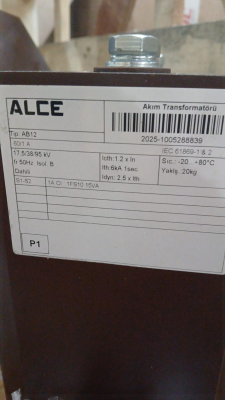 ALCE
Akım Transformatörü
2025-1005288839
Tip: AB12
50/1 A
17,5/38/95 kV
fr 50Hz Isol. B
Icth:1.2 x In
Ith:6kA 1sec
Idyn: 2.5 x Ith
IEC 61869-1 & 2
Sıc.: -20...+80°C
Yaklş. 20kg
S1-S2
1A Cl
1FS10 15VA
P1